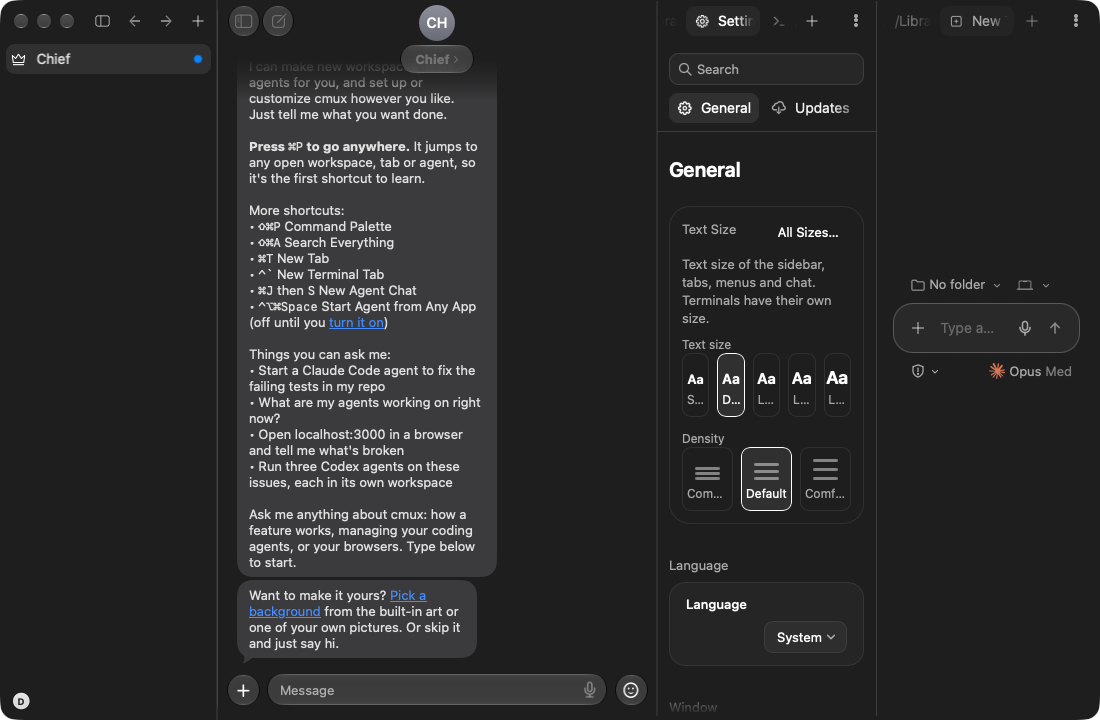 Chief
CH
Chief ›
I can make new workspaces
agents for you, and set up or
customize cmux however you like.
Just tell me what you want done.
Press ⌘P to go anywhere. It jumps to
any open workspace, tab or agent, so
it's the first shortcut to learn.
More shortcuts:
• ⇧⌘P Command Palette
• ⇧⌘A Search Everything
• ⌘T New Tab
• ^` New Terminal Tab
• ⌘J then S New Agent Chat
• ^⌥⌘Space Start Agent from Any App
(off until you turn it on)
Things you can ask me:
• Start a Claude Code agent to fix the
failing tests in my repo
• What are my agents working on right
now?
• Open localhost:3000 in a browser
and tell me what's broken
• Run three Codex agents on these
issues, each in its own workspace
Ask me anything about cmux: how a
feature works, managing your coding
agents, or your browsers. Type below
to start.
Want to make it yours? Pick a
background from the built-in art or
one of your own pictures. Or skip it
and just say hi.
Message
D
Settin
Search
General
Updates
General
Text Size
All Sizes...
Text size of the sidebar,
tabs, menus and chat.
Terminals have their own
size.
Text size
Aa Aa Aa Aa Aa
S... D... L... L... L...
Density
Com... Default Comf...
Language
Language
System
Window
/Libra
New
No folder
Type a...
Opus Med